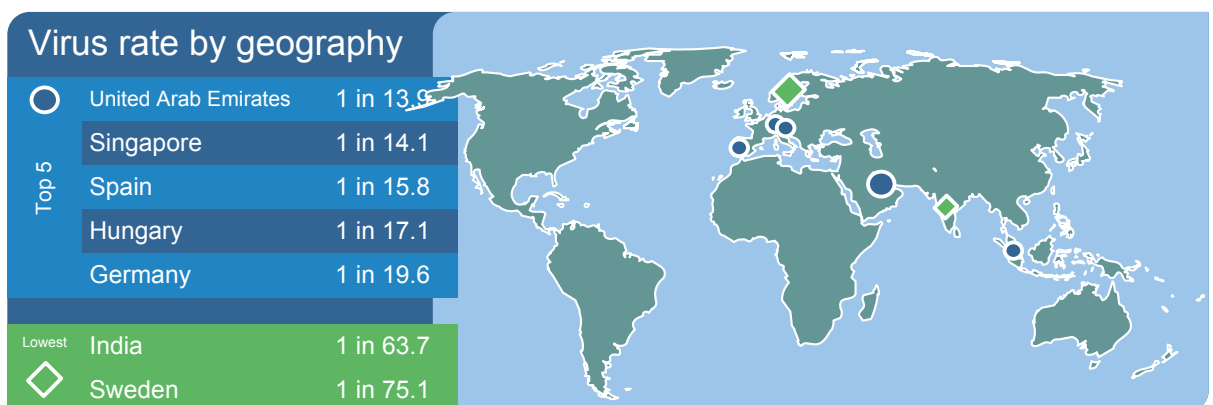 Virus rate by geography
United Arab Emirates 1 in 13.9
Singapore 1 in 14.1
Top 5
Spain 1 in 15.8
Hungary 1 in 17.1
Germany 1 in 19.6
Lowest
India 1 in 63.7
Sweden 1 in 75.1